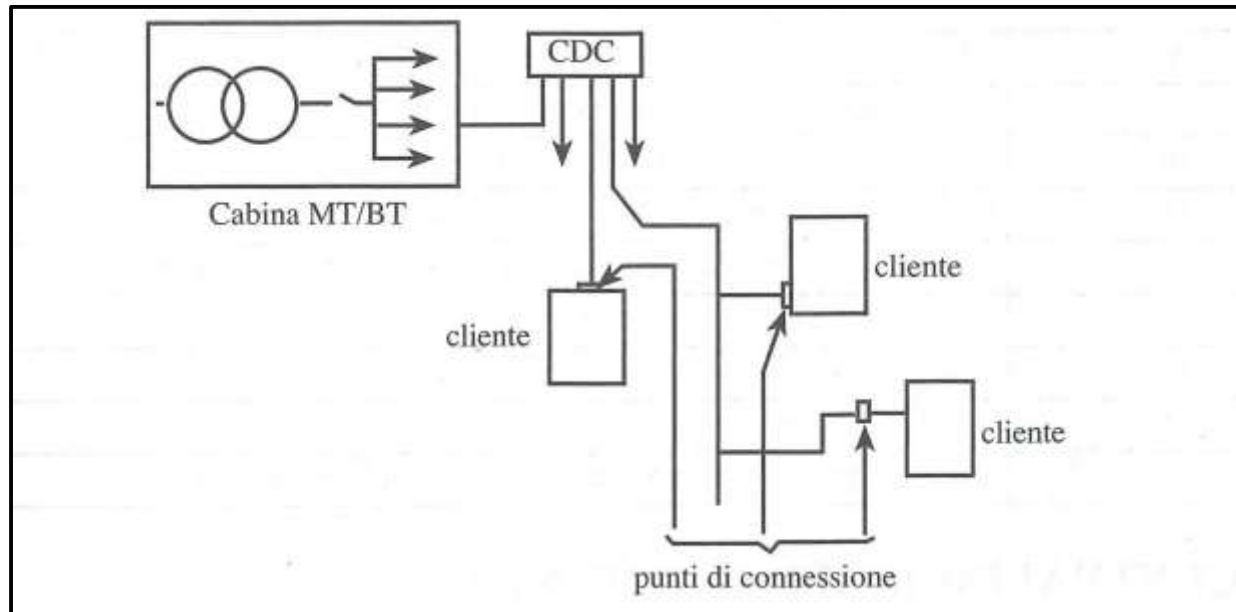 CDC
Cabina MT/BT
cliente
cliente
cliente
punti di connessione